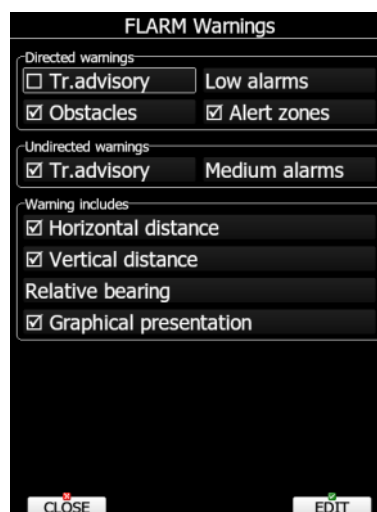 FLARM Warnings
Directed warnings
Tr.advisory Low alarms
Obstacles Alert zones
Undirected warnings
Tr.advisory Medium alarms
Warning includes
Horizontal distance
Vertical distance
Relative bearing
Graphical presentation
CLOSE EDIT